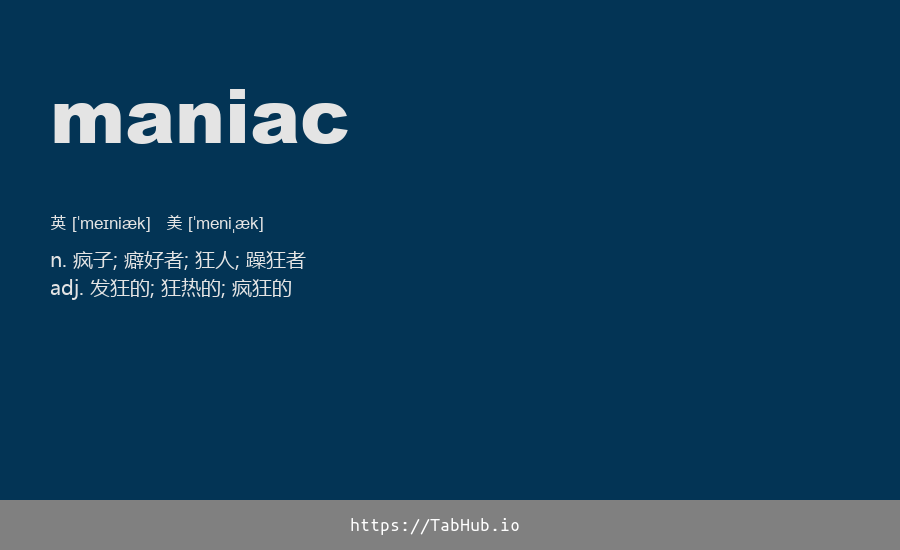 maniac
英 [ˈmeɪniæk] 美 [ˈmeniˌæk]
n. 疯子; 癖好者; 狂人; 躁狂者
adj. 发狂的; 狂热的; 疯狂的
https://TabHub.io